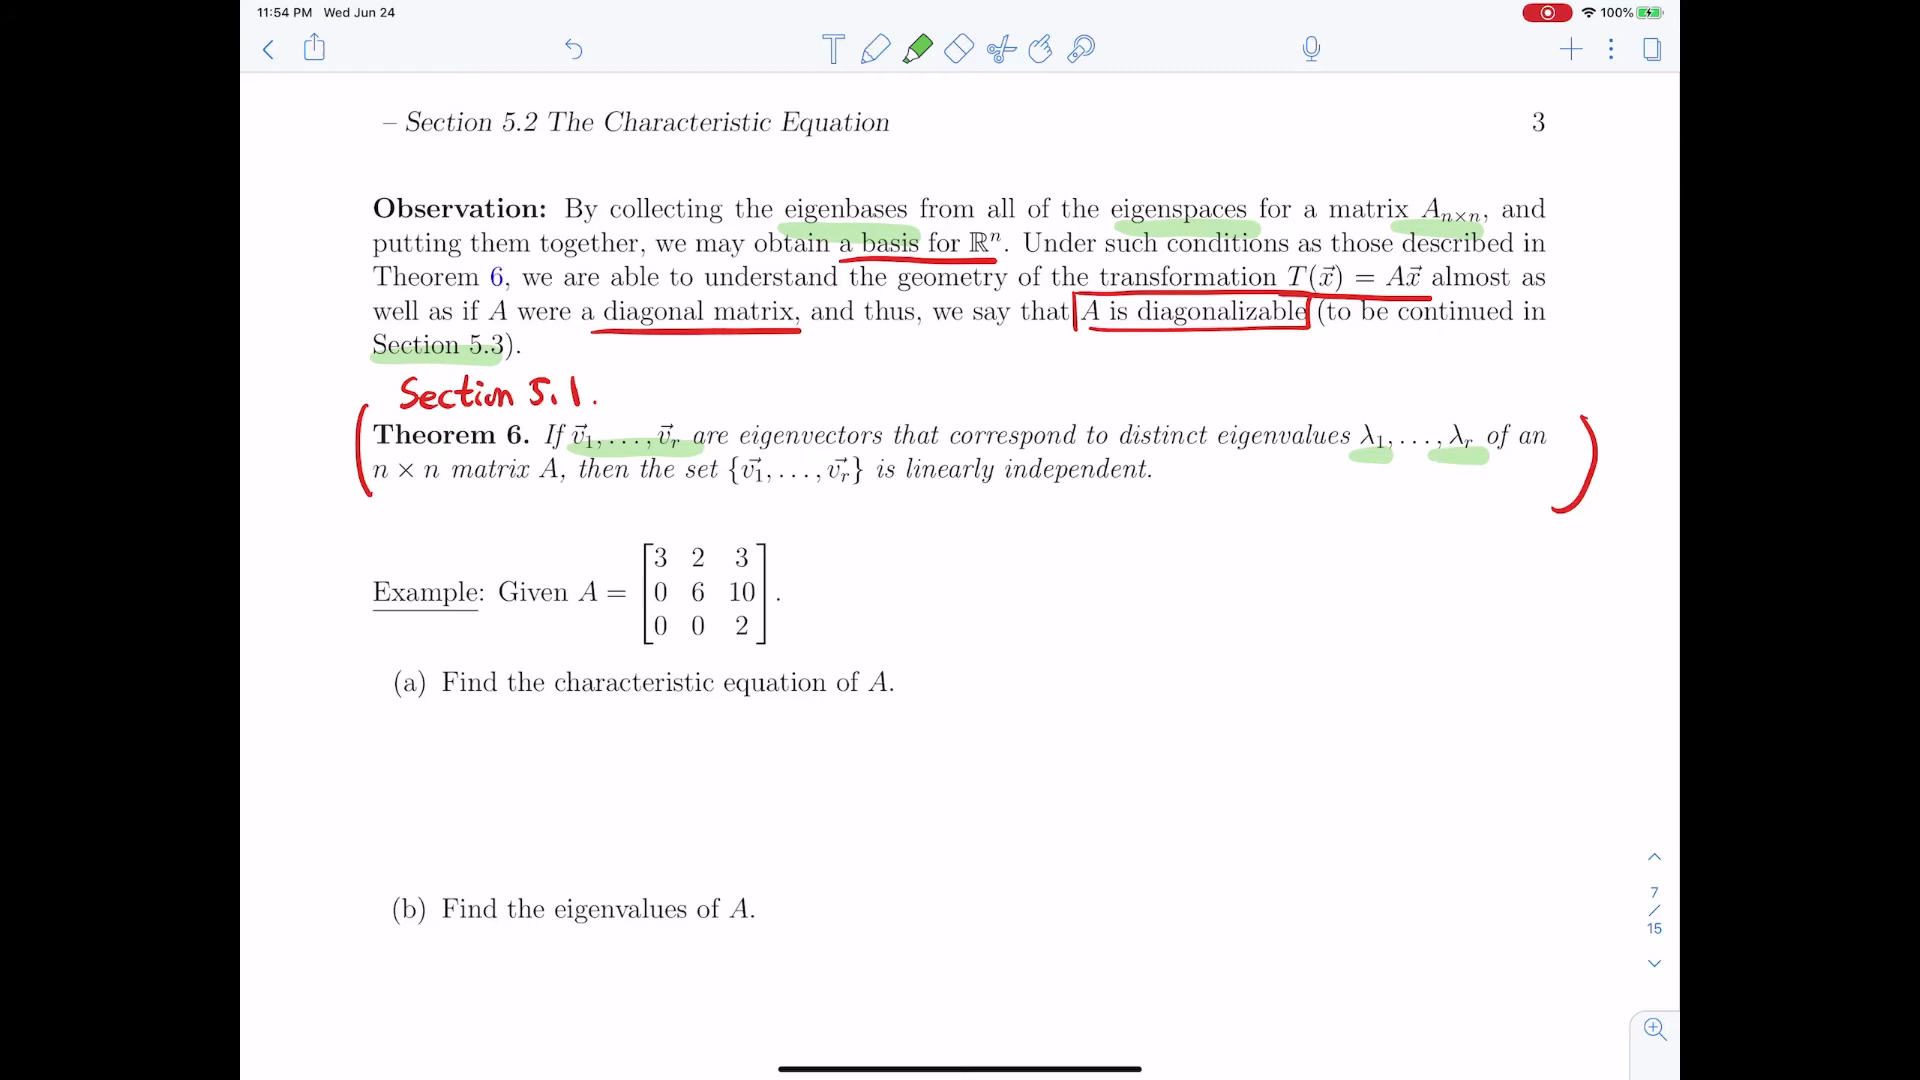 11:54 PM Wed Jun 24
100%
– Section 5.2 The Characteristic Equation 3
Observation: By collecting the eigenbases from all of the eigenspaces for a matrix Aₙₓₙ, and
putting them together, we may obtain a basis for ℝⁿ. Under such conditions as those described in
Theorem 6, we are able to understand the geometry of the transformation T(x⃗) = Ax⃗ almost as
well as if A were a diagonal matrix, and thus, we say that A is diagonalizable (to be continued in
Section 5.3).
Section 5.1.
Theorem 6. If v⃗₁, . . . , v⃗ᵣ are eigenvectors that correspond to distinct eigenvalues λ₁, . . . , λᵣ of an
n × n matrix A, then the set {v⃗₁, . . . , v⃗ᵣ} is linearly independent.
Example: Given A = [3 2 3
0 6 10
0 0 2] .
(a) Find the characteristic equation of A.
(b) Find the eigenvalues of A.
7
/
15